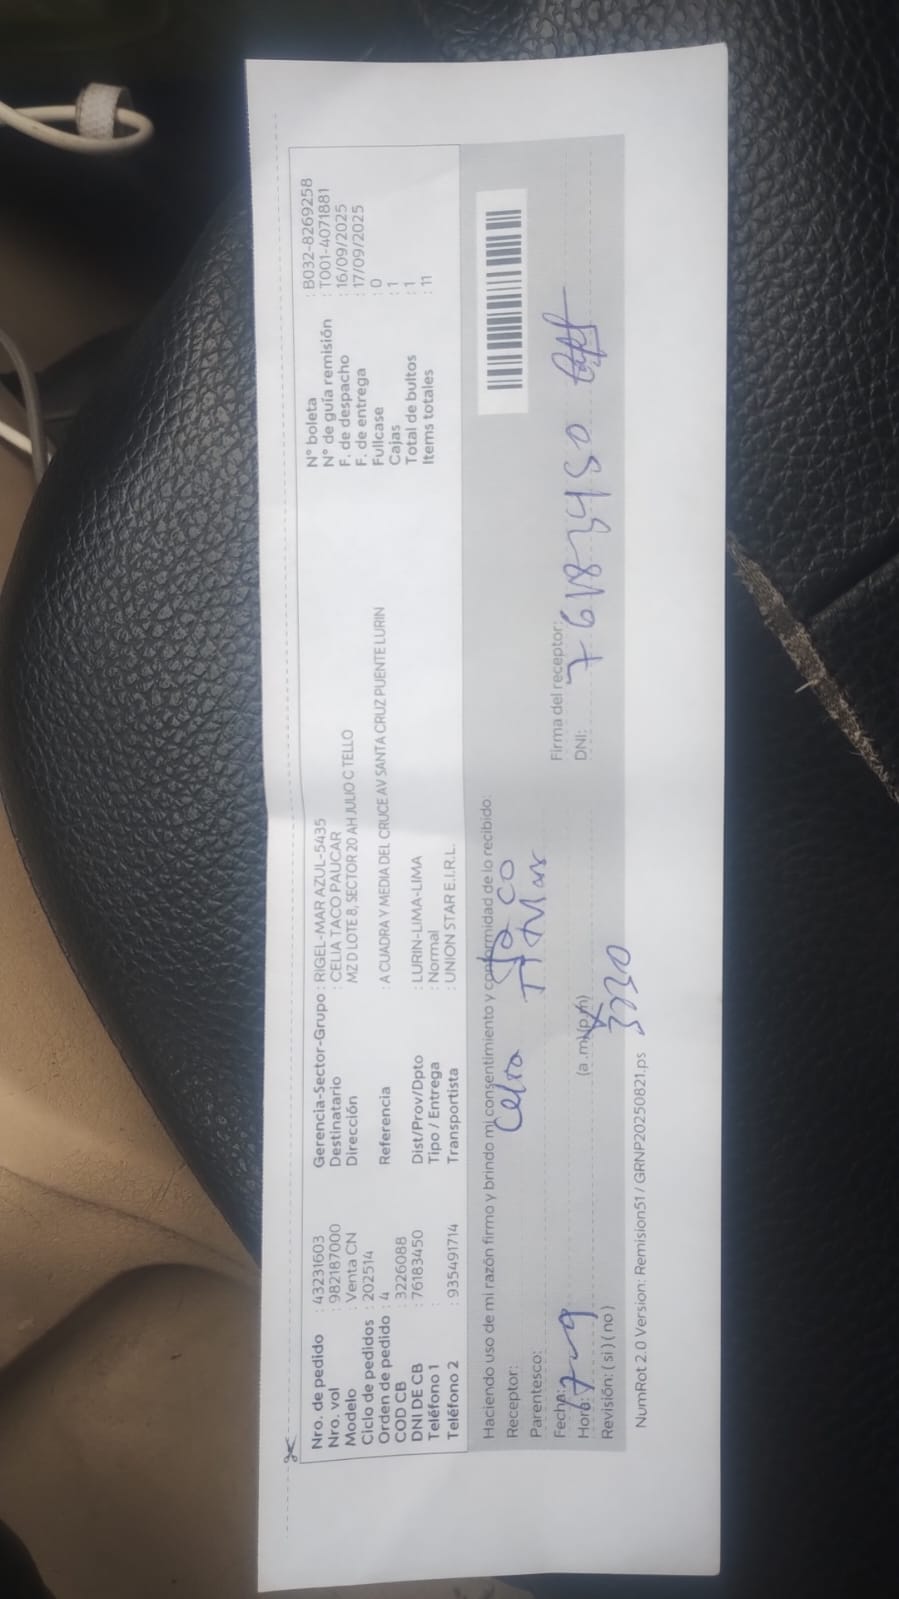 Nro. de pedido : 43231603
Nro. vol : 982187000
Modelo : Venta CN
Ciclo de pedidos : 202514
Orden de pedido : 4
COD CB : 3226088
DNI DE CB : 76183450
Teléfono 1 :
Teléfono 2 : 935491714
Gerencia-Sector-Grupo : RIGEL-MAR AZUL-5435
Destinatario : CELIA TACO PAUCAR
Dirección MZ D LOTE 8, SECTOR 20 AH JULIO C TELLO
Referencia : A CUADRA Y MEDIA DEL CRUCE AV SANTA CRUZ PUENTE LURIN
Dist/Prov/Dpto : LURIN-LIMA-LIMA
Tipo / Entrega : Normal
Transportista : UNION STAR E.I.R.L.
N° boleta : B032-8269258
N° de guía remisión : T001-4071881
F. de despacho : 16/09/2025
F. de entrega : 17/09/2025
Fullcase : 0
Cajas : 1
Total de bultos : 1
Items totales : 11
Haciendo uso de mi razón firmo y brindo mi consentimiento y conformidad de lo recibido:
Receptor: Celia Taco
Parentesco: Titular
Fecha: 17-9
Hora: (a .m)(p.m)
Revisión: ( si ) ( no )
Firma del receptor:
DNI: 76183450
NumRot 2.0 Version: Remision51 / GRNP20250821.ps